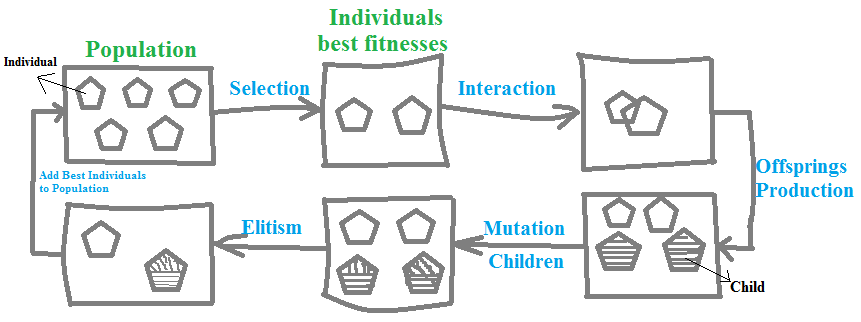 Individuals
best fitnesses
Population
Individual
Selection
Interaction
Offsprings
Production
Add Best Individuals
to Population
Elitism
Mutation
Children
Child